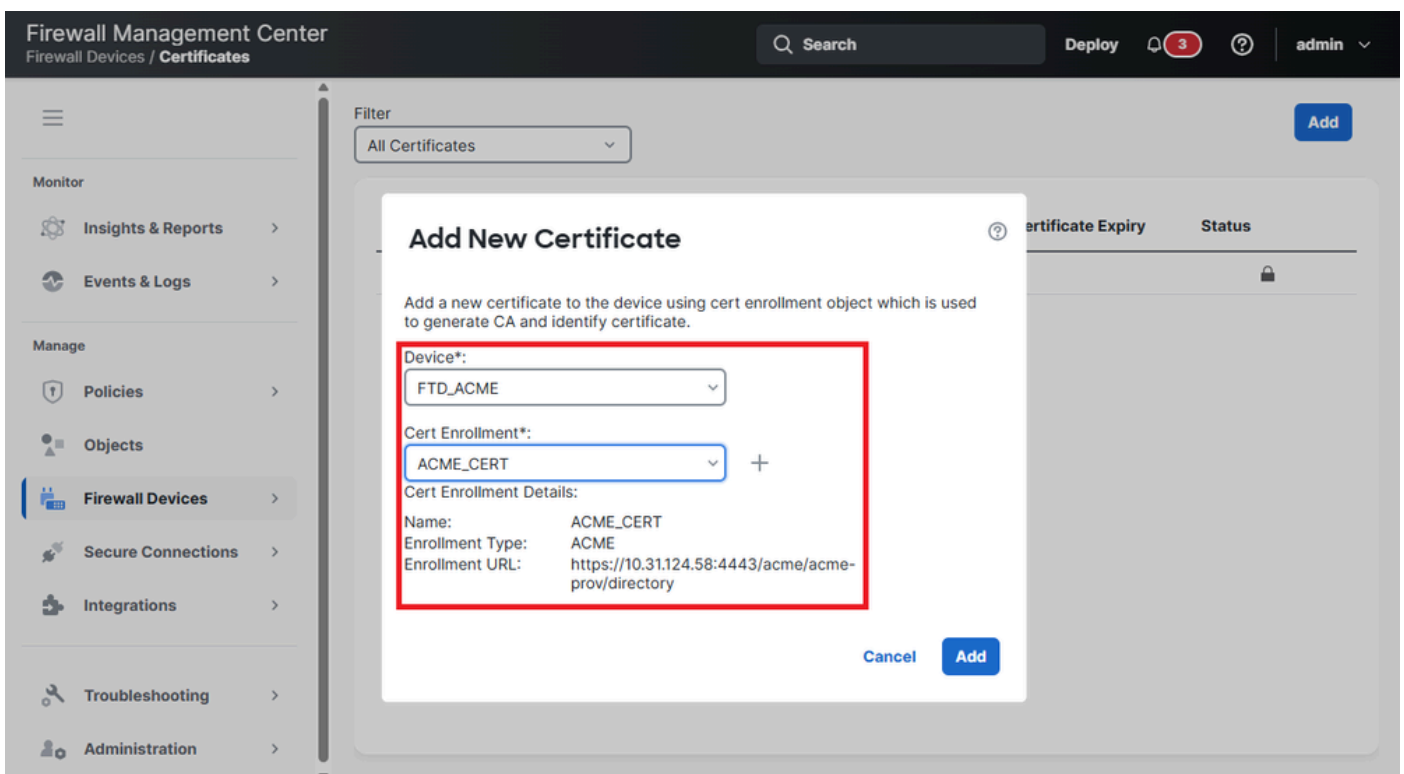 Firewall Management Center
Firewall Devices / Certificates
Search
Deploy
3
admin
Filter
All Certificates
Add
Monitor
Insights & Reports
Events & Logs
Manage
Policies
Objects
Firewall Devices
Secure Connections
Integrations
Troubleshooting
Administration
ertificate Expiry
Status
Add New Certificate
Add a new certificate to the device using cert enrollment object which is used
to generate CA and identify certificate.
Device*:
FTD_ACME
Cert Enrollment*:
ACME_CERT
Cert Enrollment Details:
Name: ACME_CERT
Enrollment Type: ACME
Enrollment URL: https://10.31.124.58:4443/acme/acme-
prov/directory
Cancel
Add